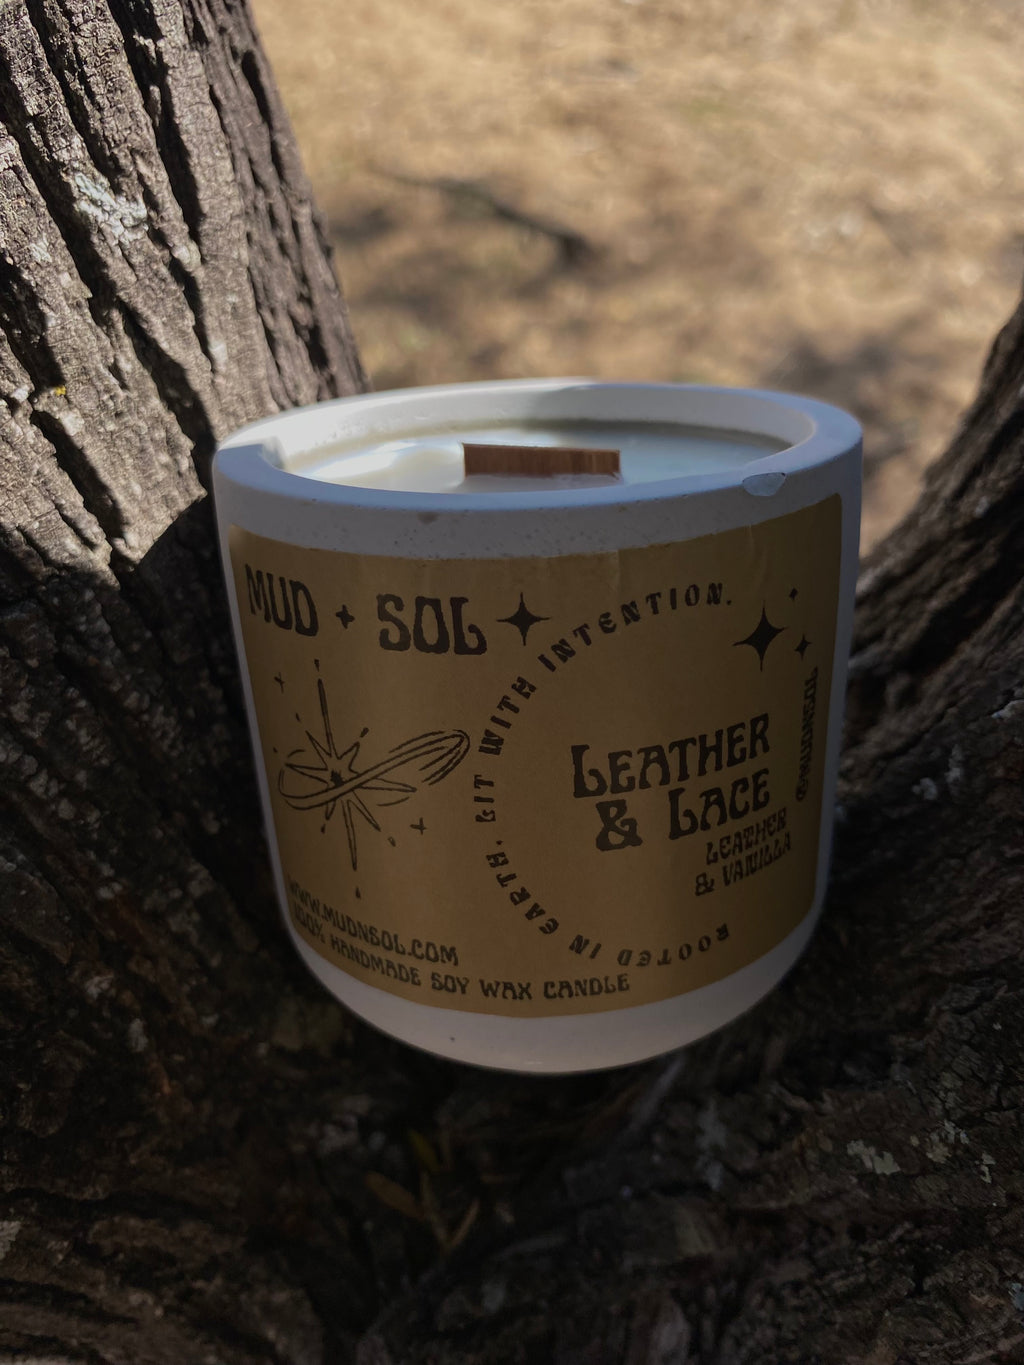 MUD + SOL
ROOTED IN EARTH. LIT WITH INTENTION.
@MUDNSOL
LEATHER
& LACE
LEATHER
& VANILLA
WWW.MUDNSOL.COM
100% HANDMADE SOY WAX CANDLE